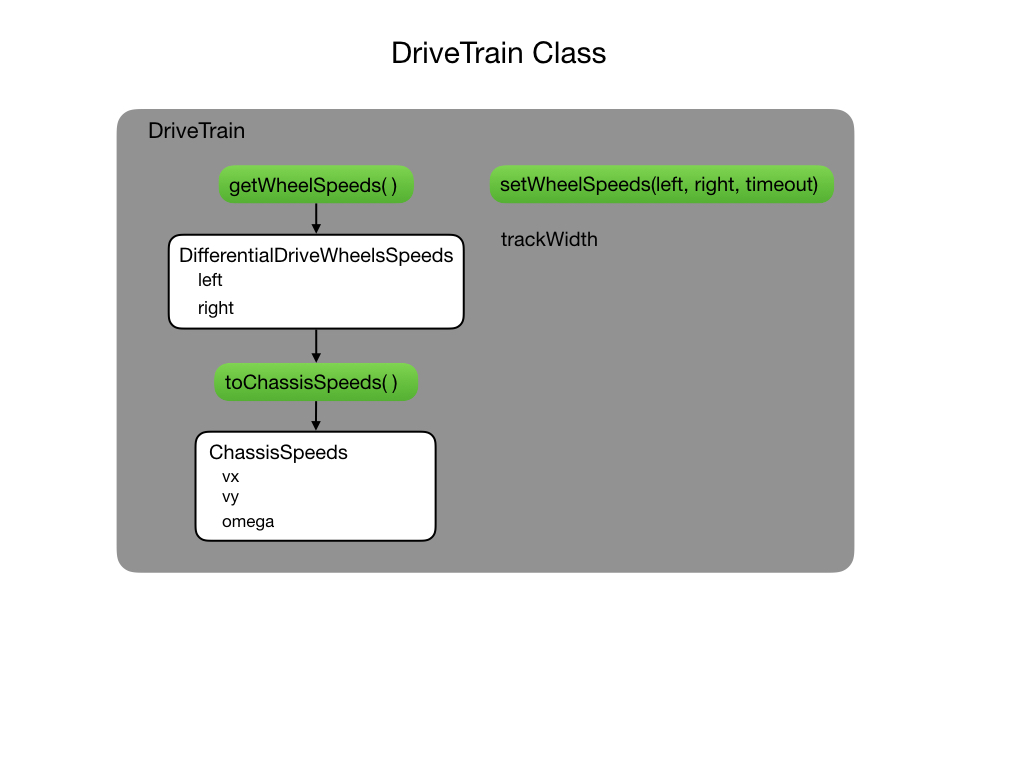 DriveTrain Class
DriveTrain
getWheelSpeeds( )
setWheelSpeeds(left, right, timeout)
trackWidth
DifferentialDriveWheelsSpeeds
left
right
toChassisSpeeds( )
ChassisSpeeds
vx
vy
omega